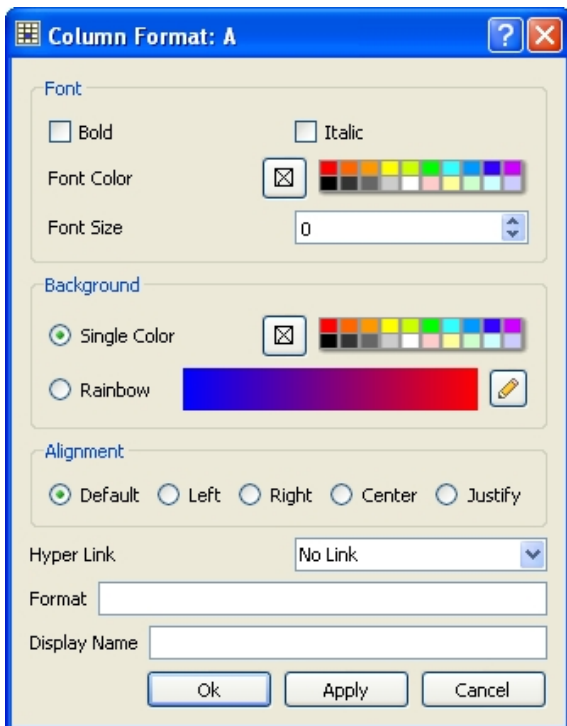 Column Format: A
Font
Bold Italic
Font Color
Font Size 0
Background
Single Color
Rainbow
Alignment
Default Left Right Center Justify
Hyper Link No Link
Format
Display Name
Ok Apply Cancel